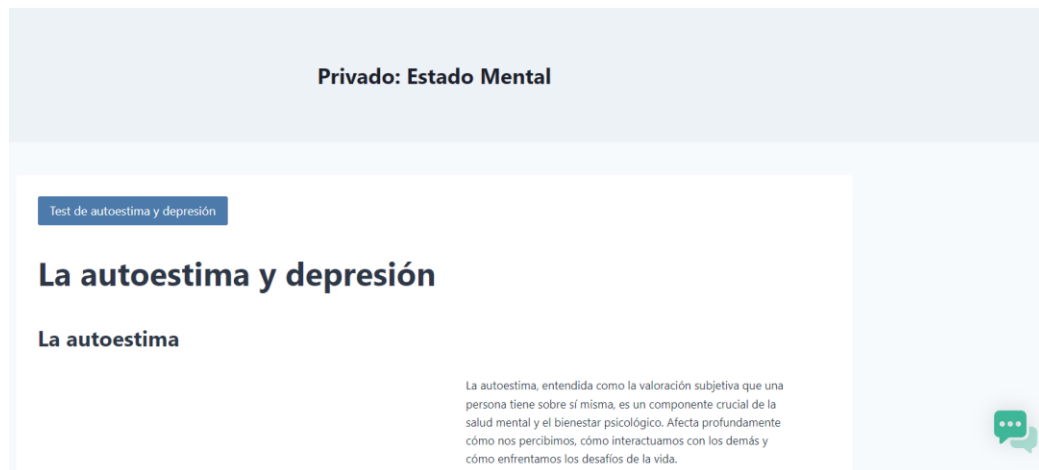 Privado: Estado Mental
Test de autoestima y depresión
La autoestima y depresión
La autoestima
La autoestima, entendida como la valoración subjetiva que una
persona tiene sobre sí misma, es un componente crucial de la
salud mental y el bienestar psicológico. Afecta profundamente
cómo nos percibimos, cómo interactuamos con los demás y
cómo enfrentamos los desafíos de la vida.